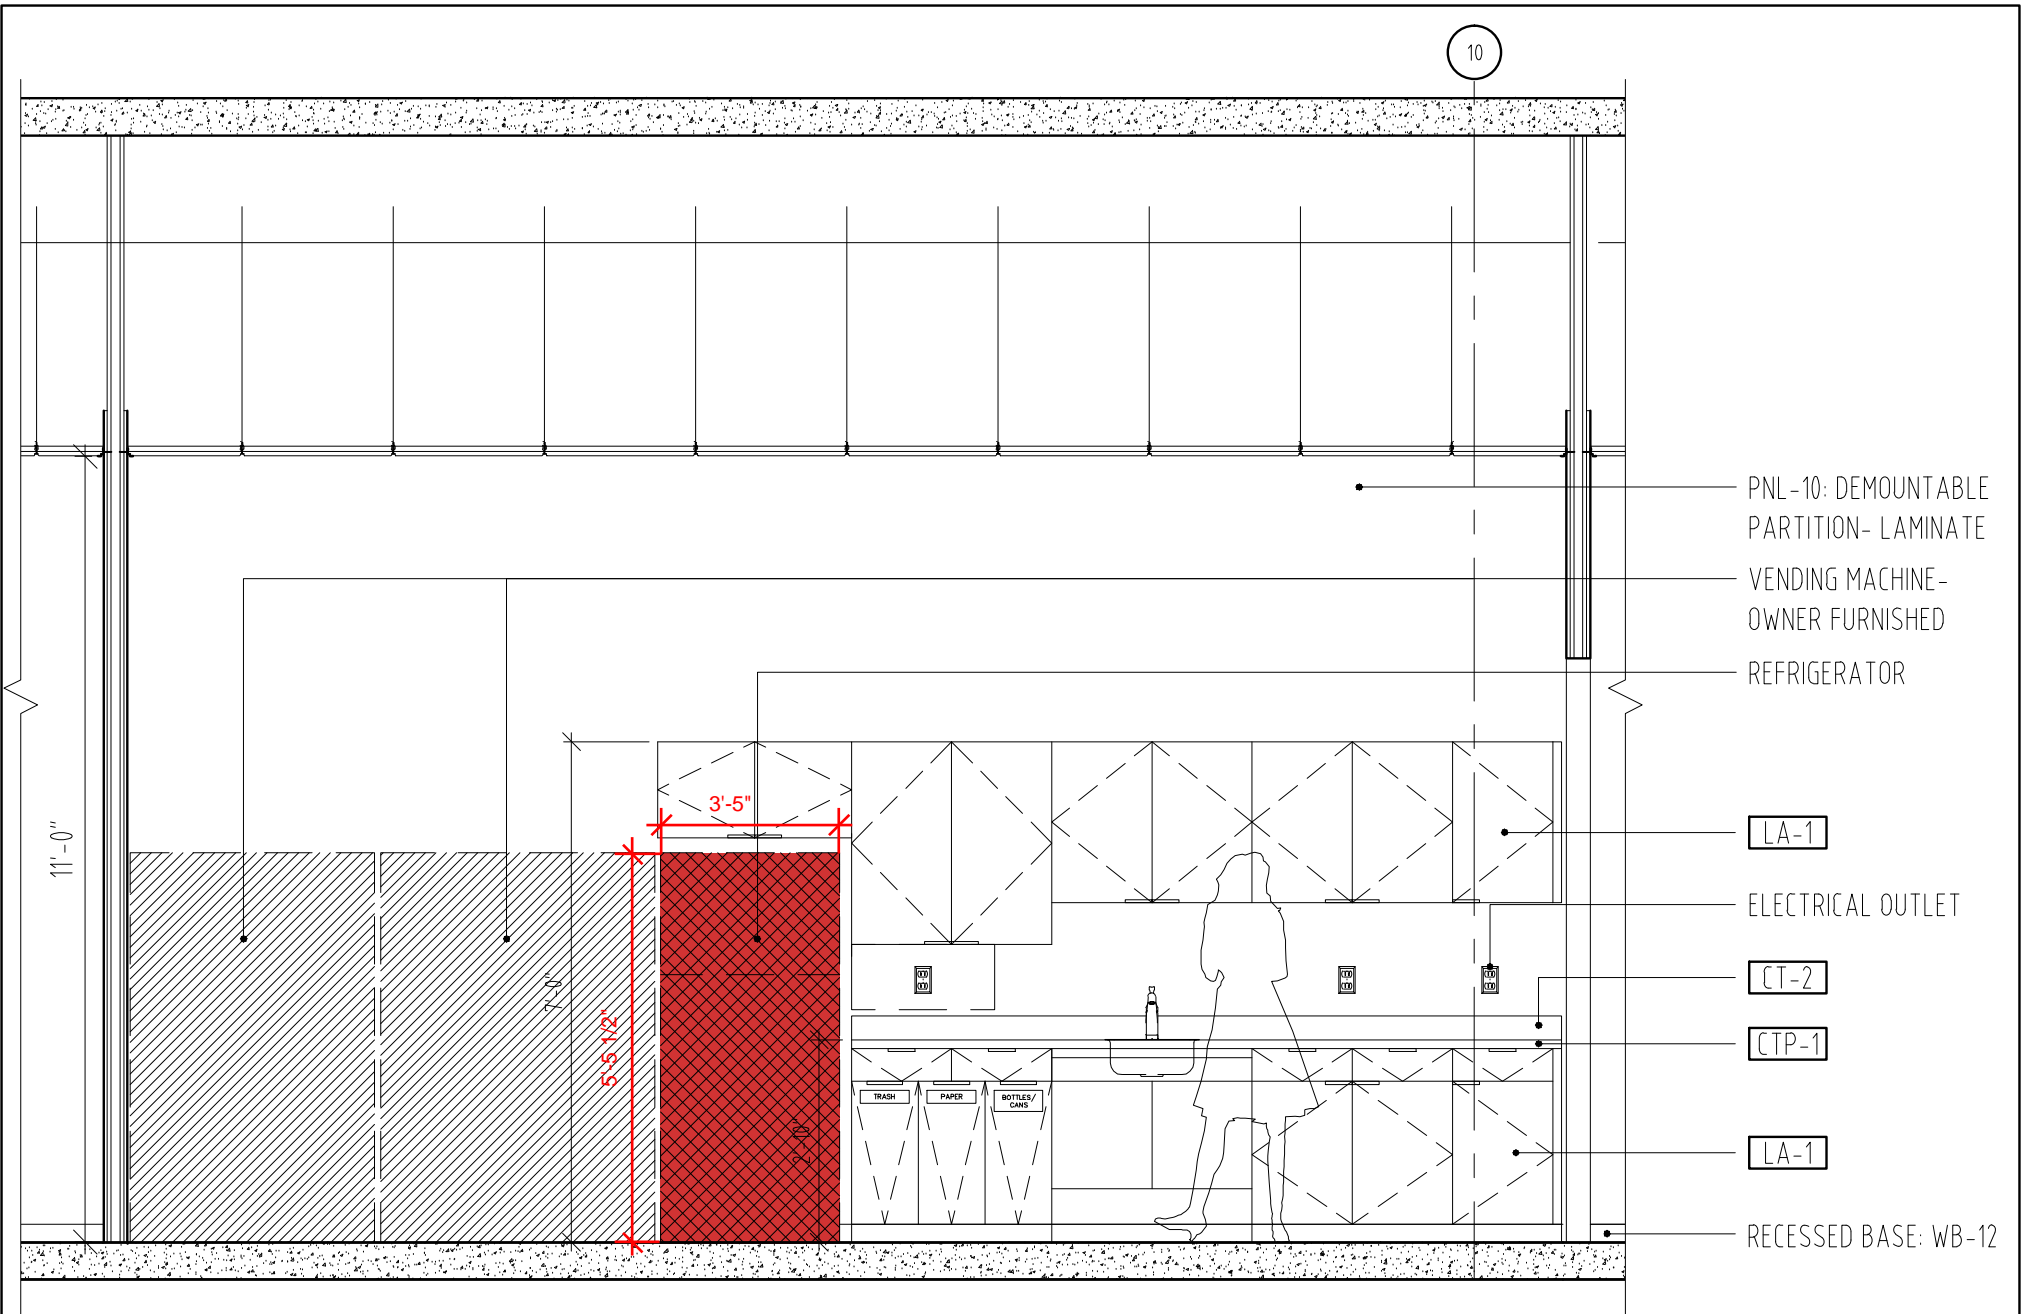 10
PNL-10: DEMOUNTABLE
PARTITION- LAMINATE
VENDING MACHINE-
OWNER FURNISHED
REFRIGERATOR
3'-5"
LA-1
11'-0"
ELECTRICAL OUTLET
7'-0"
CT-2
5'-5 1/2"
CTP-1
TRASH
PAPER
BOTTLES/
CANS
2'-10"
LA-1
RECESSED BASE: WB-12